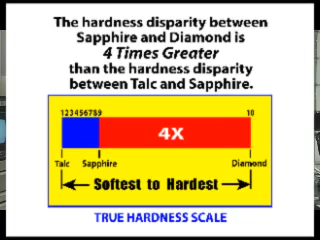 The hardness disparity between
Sapphire and Diamond is
4 Times Greater
than the hardness disparity
between Talc and Sapphire.
123456789 10
4X
Talc Sapphire Diamond
Softest to Hardest
TRUE HARDNESS SCALE